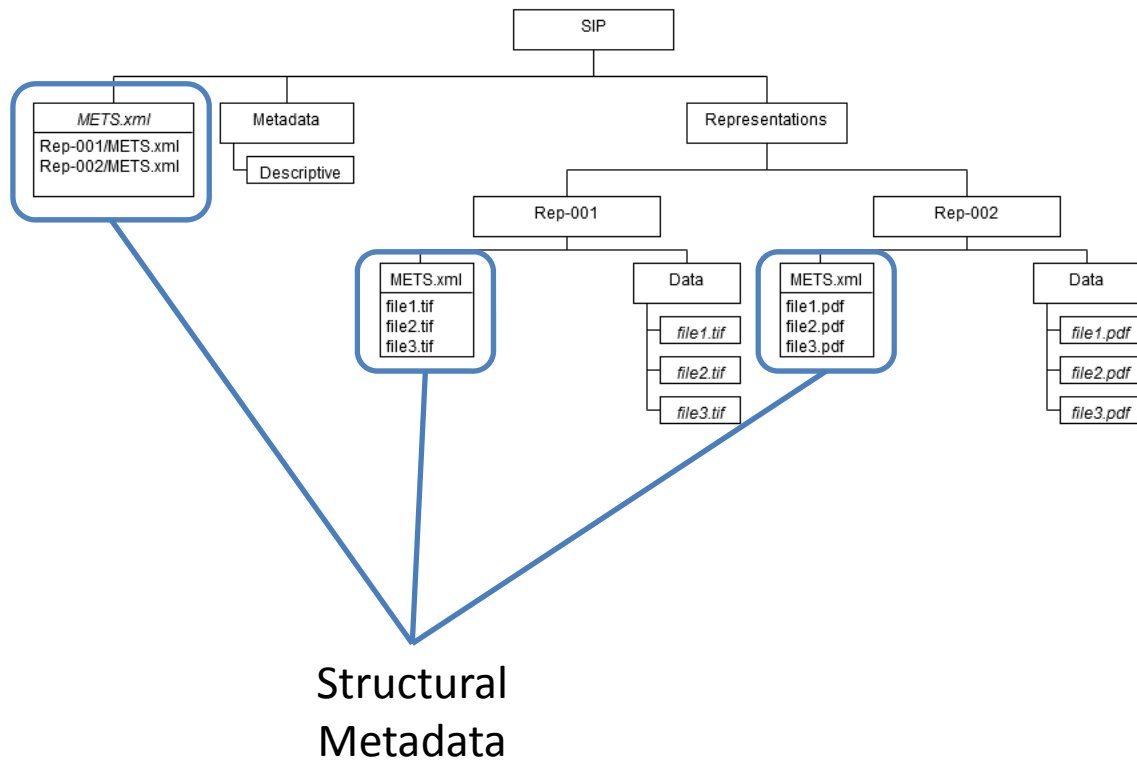 SIP
METS.xml
Rep-001/METS.xml
Rep-002/METS.xml
Metadata
Descriptive
Representations
Rep-001
METS.xml
file1.tif
file2.tif
file3.tif
Data
file1.tif
file2.tif
file3.tif
Rep-002
METS.xml
file1.pdf
file2.pdf
file3.pdf
Data
file1.pdf
file2.pdf
file3.pdf
Structural
Metadata